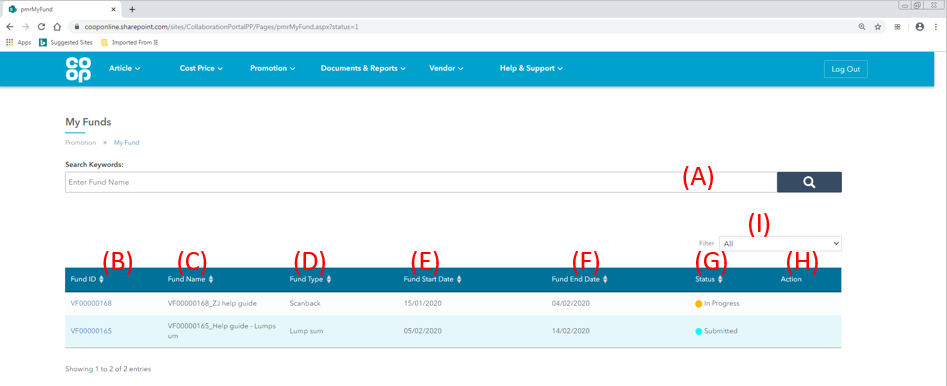 pmrMyFund
cooponline.sharepoint.com/sites/CollaborationPortalPP/Pages/pmrMyFund.aspx?status=1
Apps Suggested Sites Imported From IE
CO
OP
Article Cost Price Promotion Documents & Reports Vendor Help & Support Log Out
My Funds
Promotion » My Fund
Search Keywords:
Enter Fund Name (A)
(I)
Filter All
(B) (C) (D) (E) (F) (G) (H)
Fund ID Fund Name Fund Type Fund Start Date Fund End Date Status Action
VF00000168 VF00000168_ZJ help guide Scanback 15/01/2020 04/02/2020 In Progress
VF00000165 VF00000165_Help guide - Lumps
um Lump sum 05/02/2020 14/02/2020 Submitted
Showing 1 to 2 of 2 entries